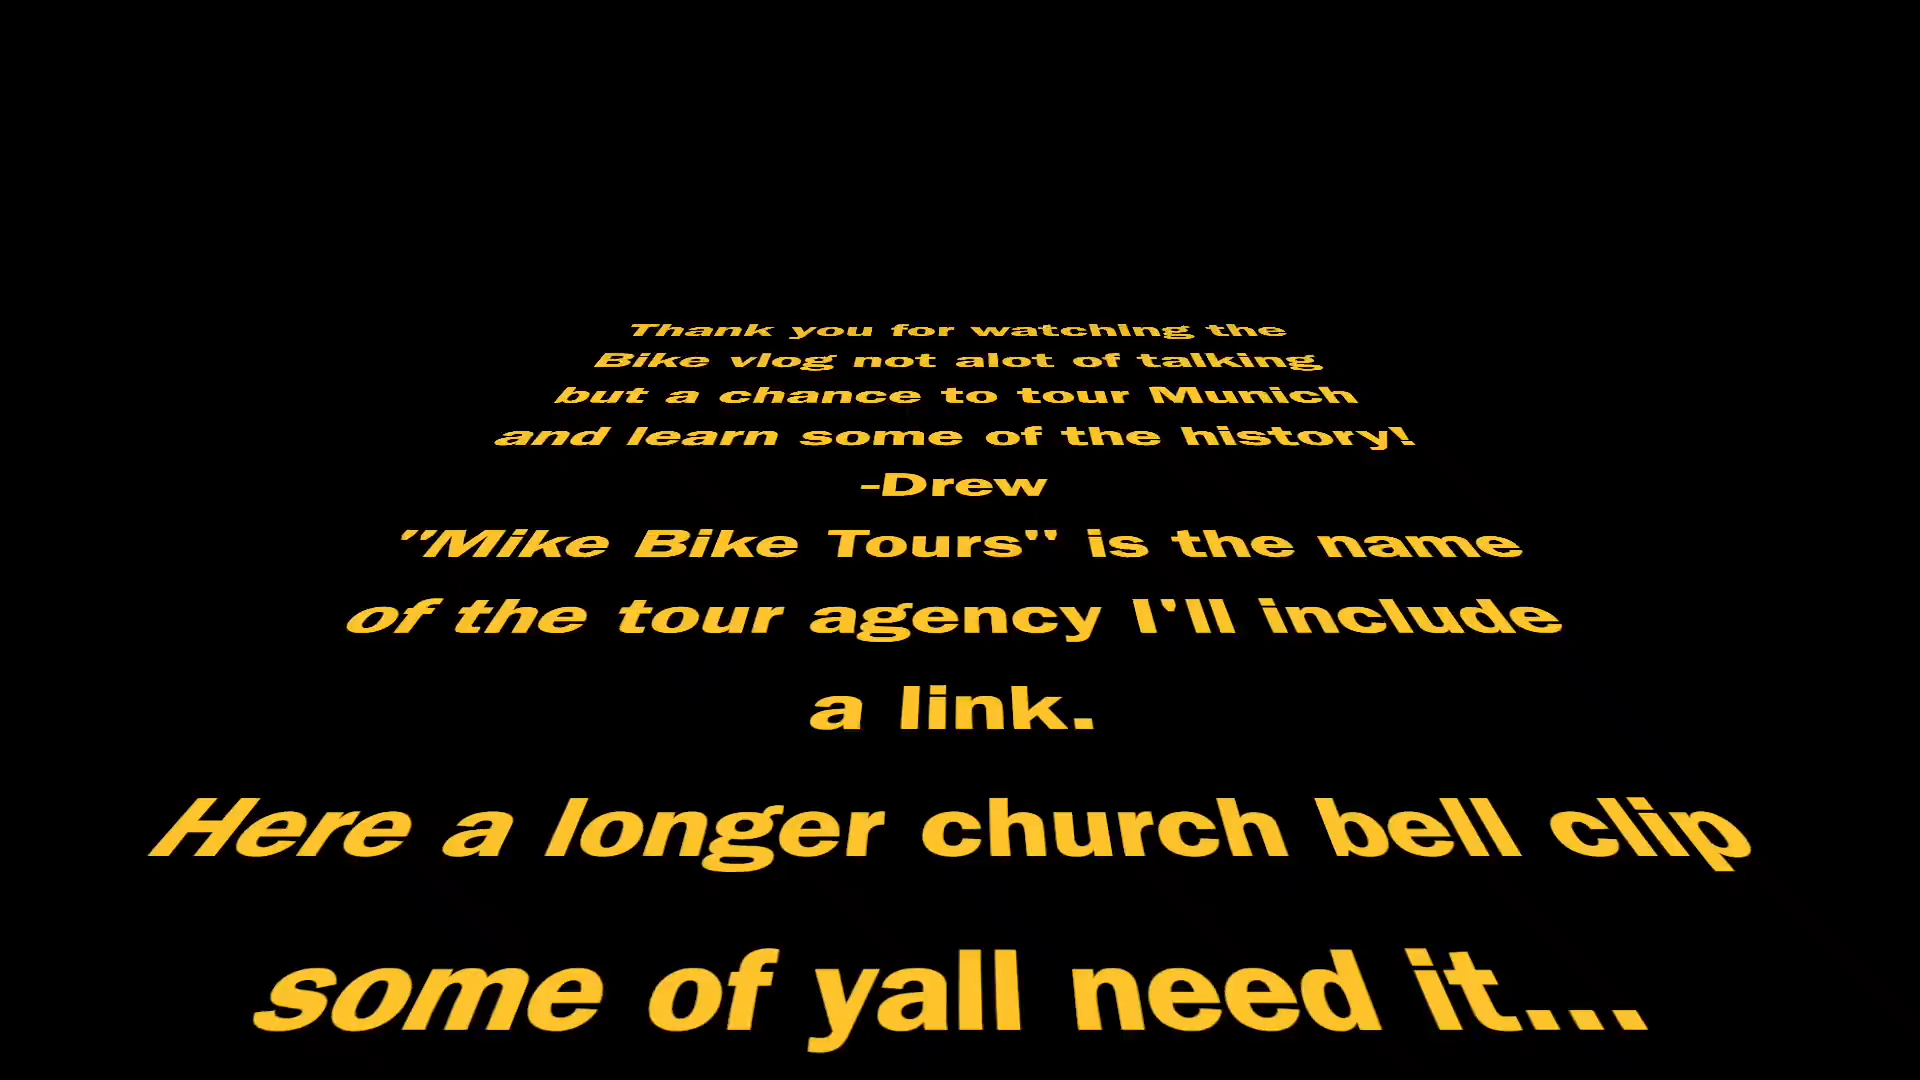 Thank you for watching the
Bike vlog not alot of talking
but a chance to tour Munich
and learn some of the history!
-Drew
"Mike Bike Tours" is the name
of the tour agency I'll include
a link.
Here a longer church bell clip
some of yall need it...